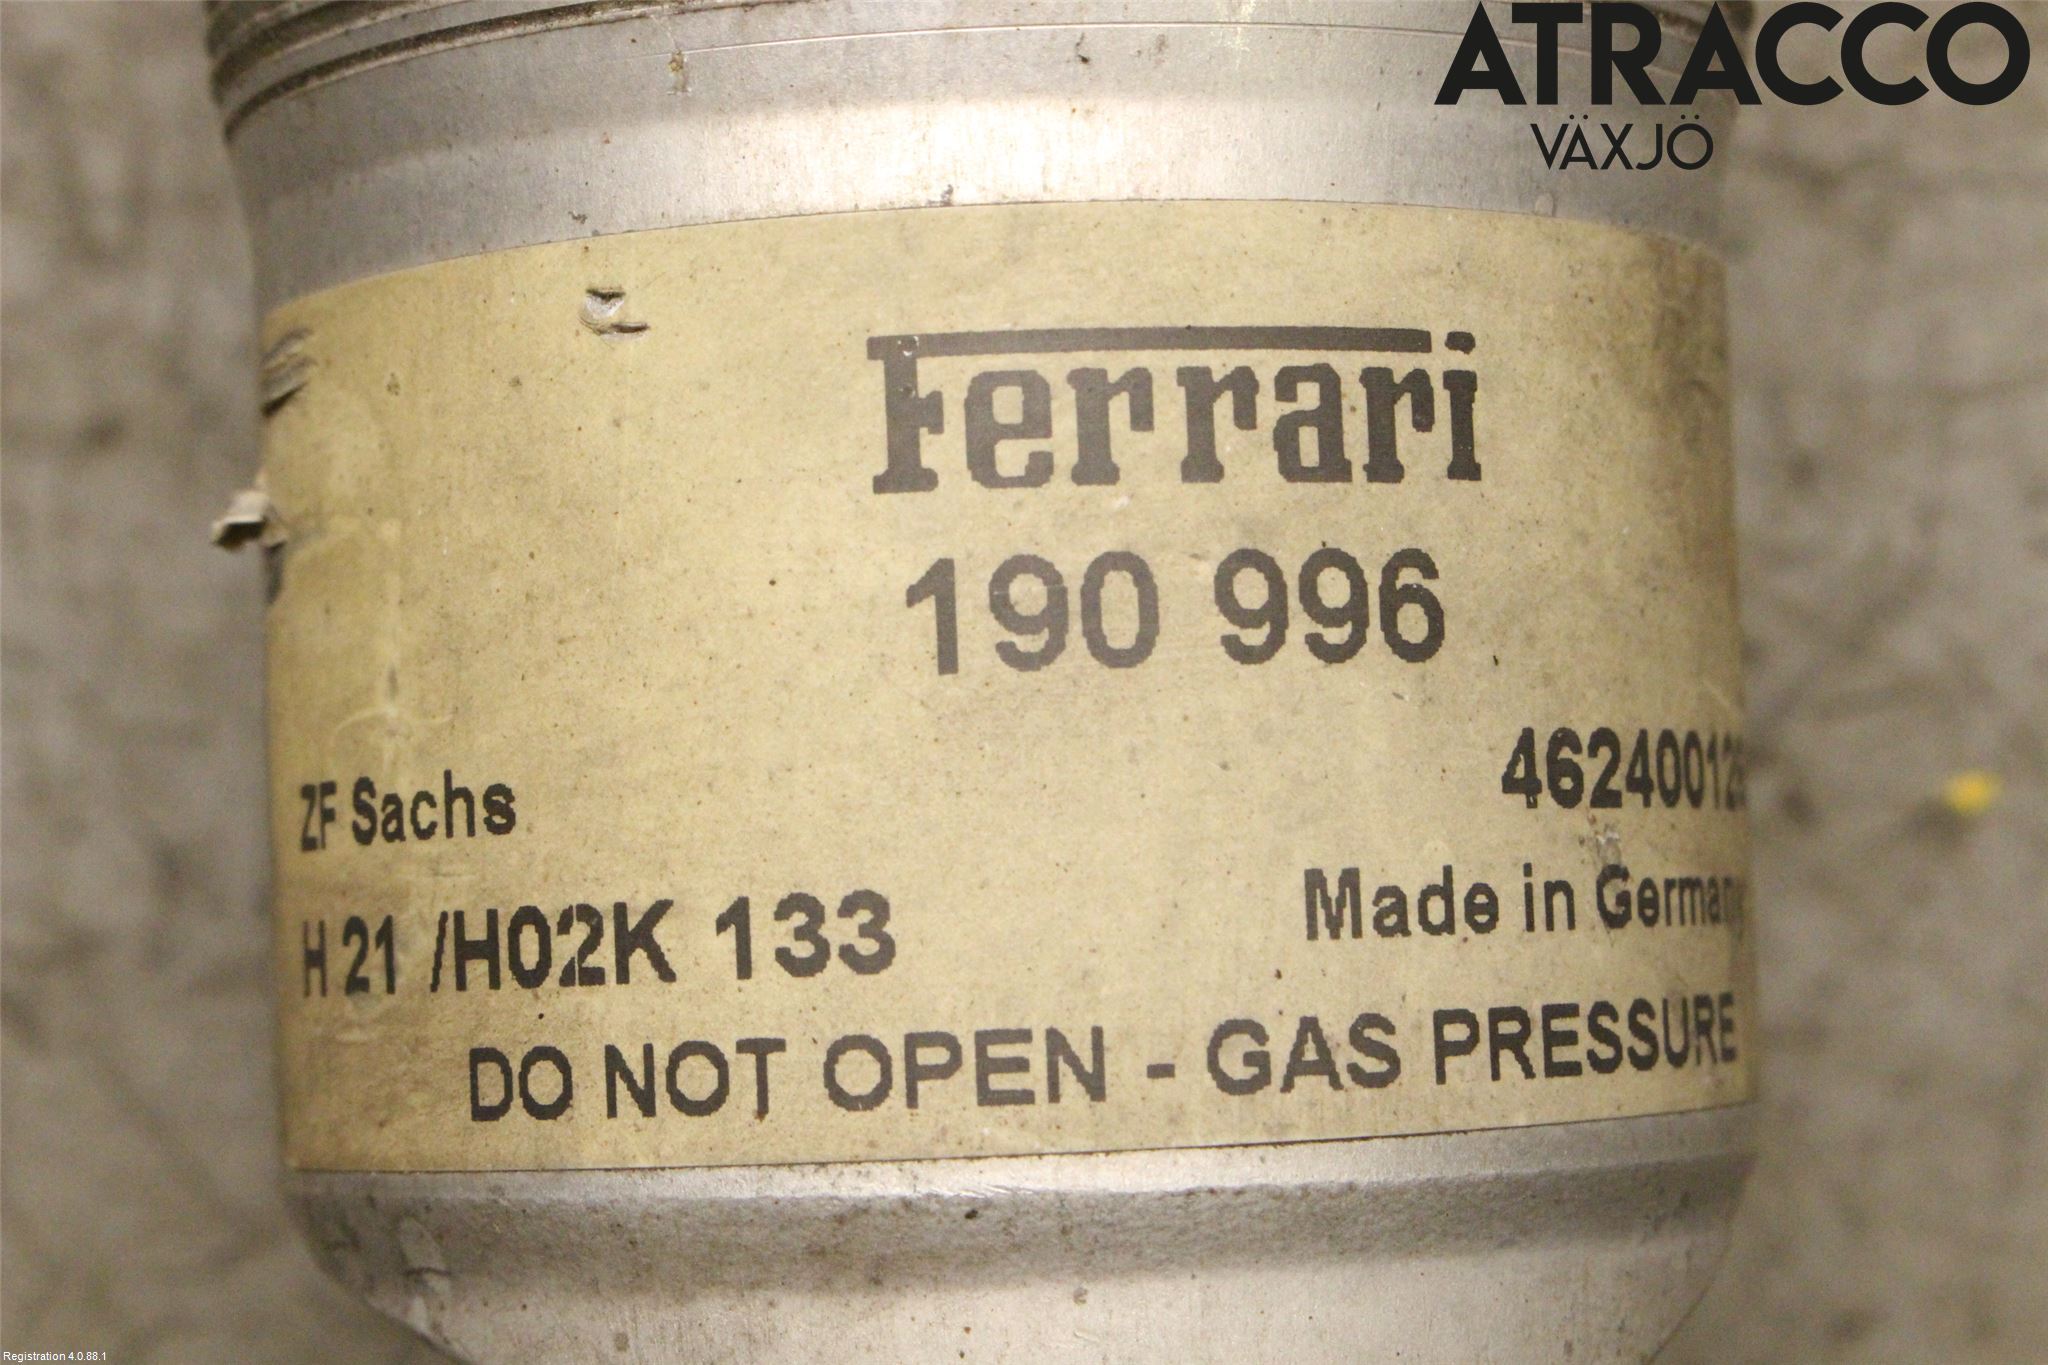 ATRACCO
VÄXJÖ
Ferrari
190 996
ZF Sachs
Made in Germany
H 21 /H02K 133
DO NOT OPEN - GAS PRESSURE
Registration 4.0.88.1